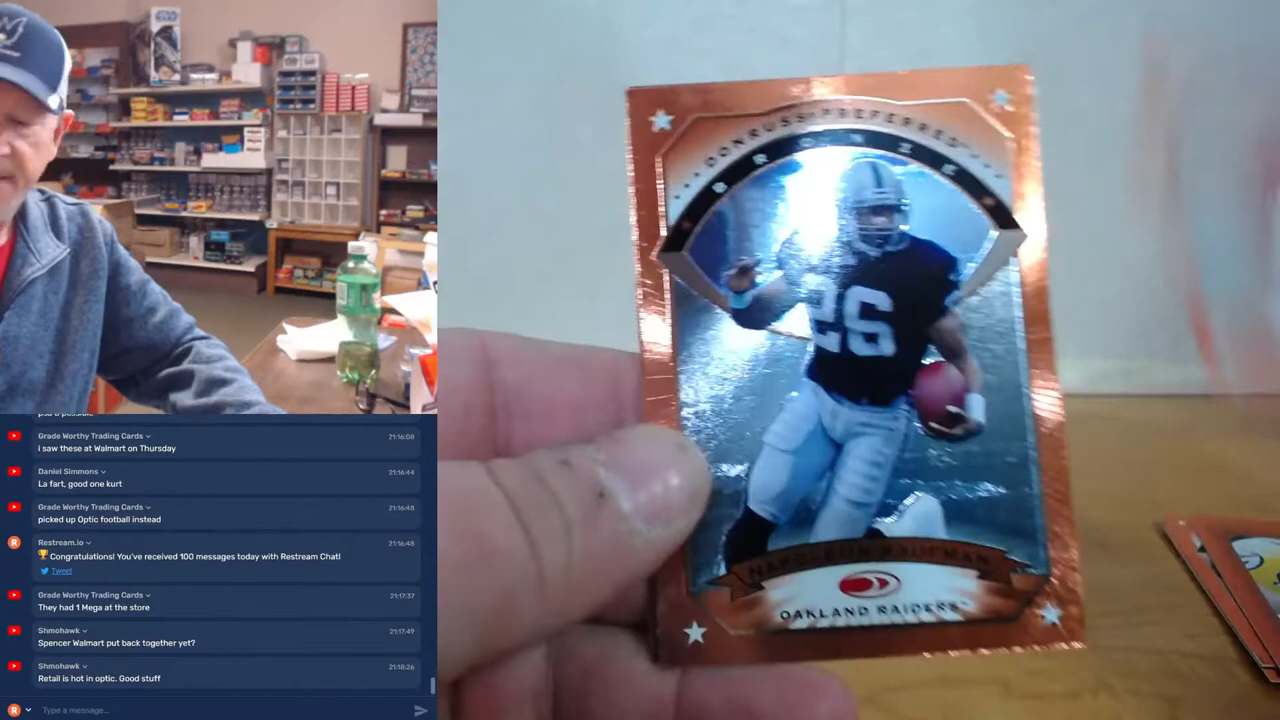 Grade Worthy Trading Cards
21:16:08
i saw these at Walmart on Thursday
Daniel Simmons
21:16:44
La fart, good one kurt
Grade Worthy Trading Cards
21:16:48
picked up Optic football instead
Restream.io
21:16:48
Congratulations! You've received 100 messages today with Restream Chat!
Tweet
Grade Worthy Trading Cards
21:17:37
They had 1 Mega at the store
Shmohawk
21:17:49
Spencer Walmart put back together yet?
Shmohawk
21:18:26
Retail is hot in optic. Good stuff
R
Type a message...
DONRUSS PREFERRED
BRONZE
26
NAPOLEON KAUFMAN
OAKLAND RAIDERS